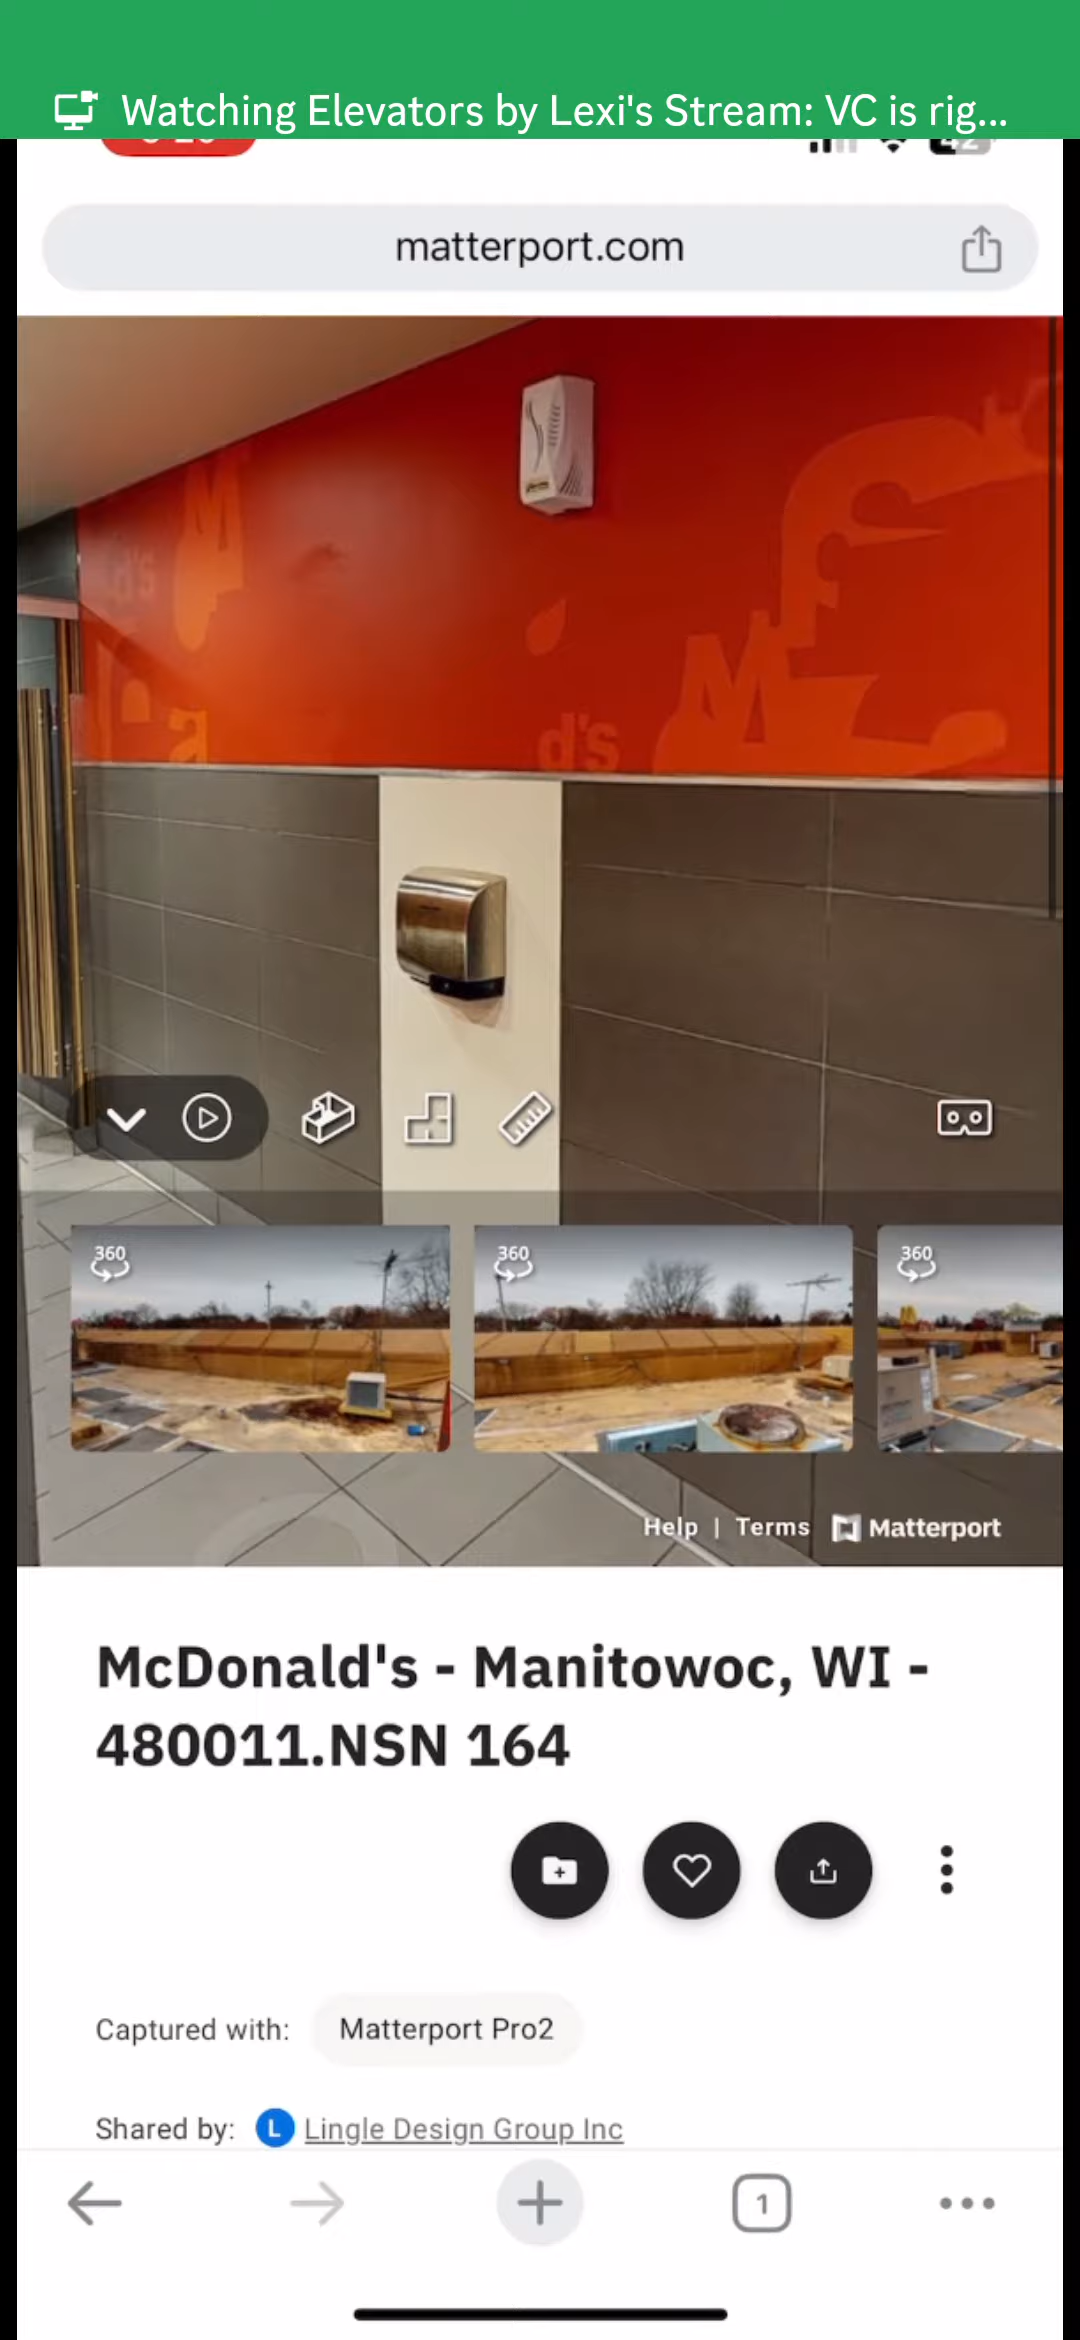 Watching Elevators by Lexi's Stream: VC is rig...
matterport.com
d's
d's
360
360
360
Help | Terms Matterport
McDonald's - Manitowoc, WI -
480011.NSN 164
Captured with: Matterport Pro2
Shared by: L Lingle Design Group Inc
1